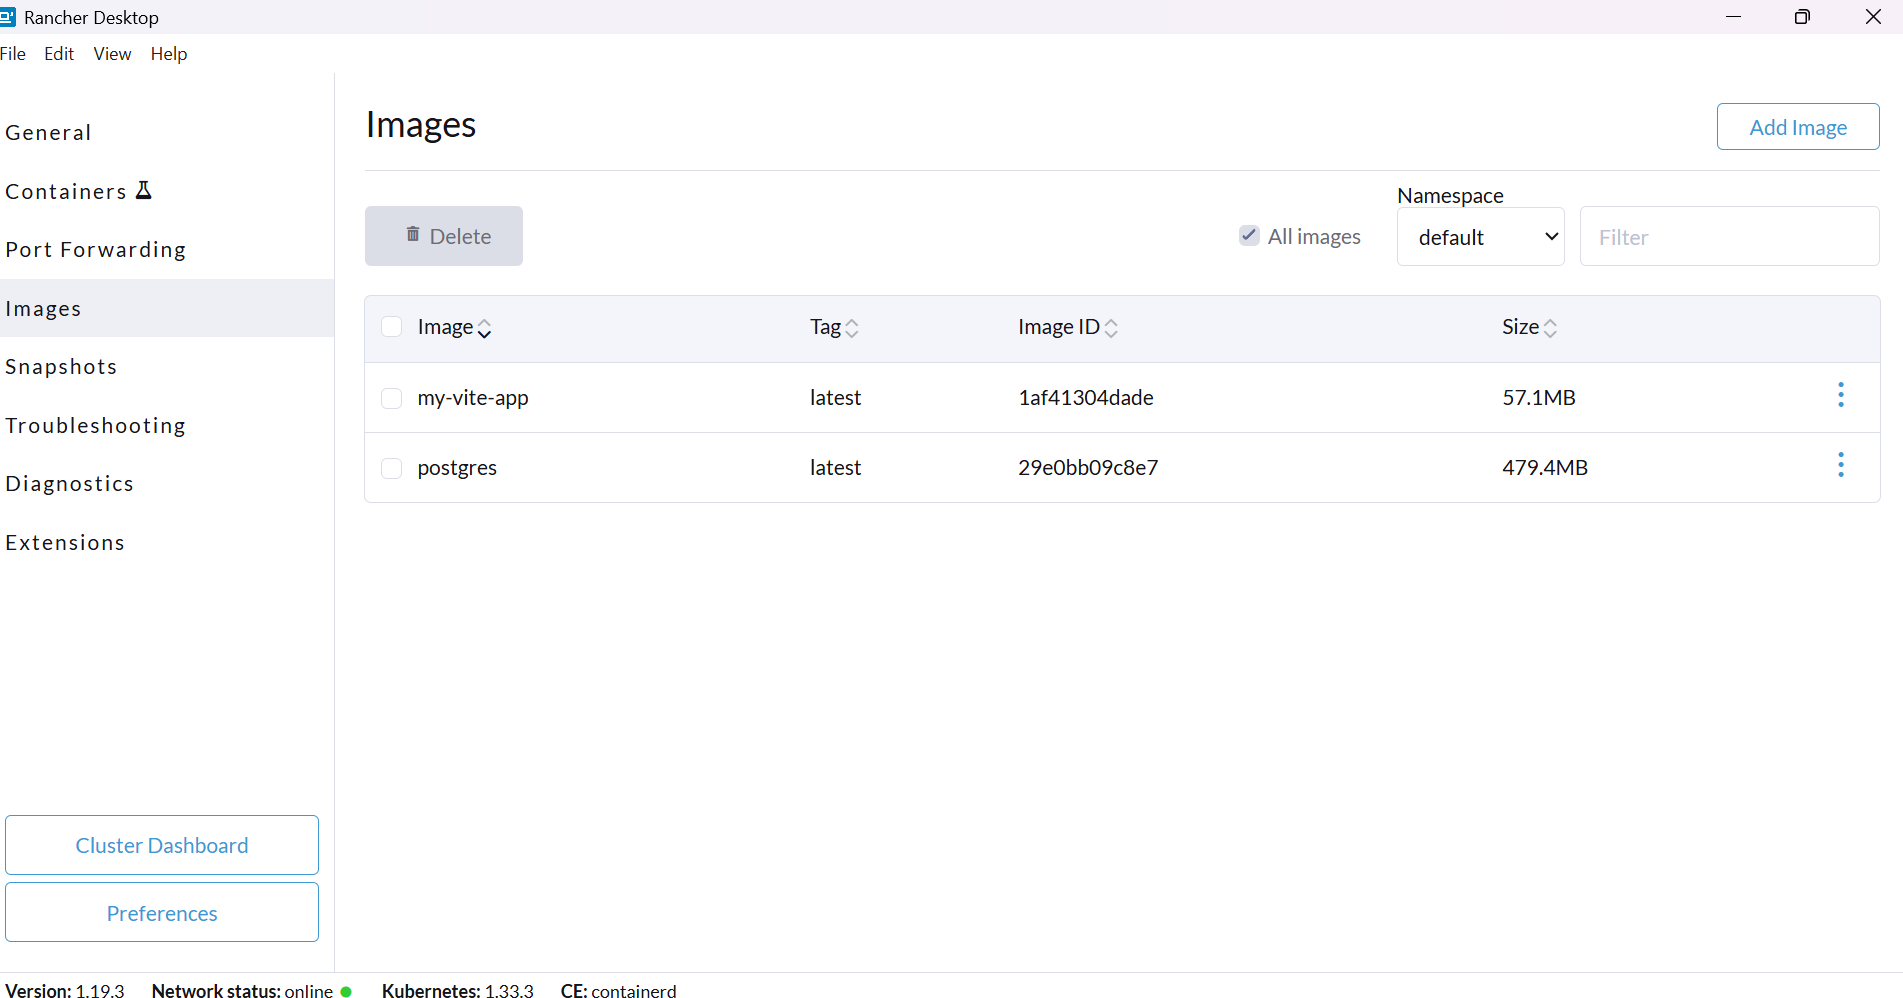 Rancher Desktop
File Edit View Help
General
Containers
Port Forwarding
Images
Snapshots
Troubleshooting
Diagnostics
Extensions
Cluster Dashboard
Preferences
Images
Add Image
Delete
All images
Namespace
default
Filter
Image Tag Image ID Size
my-vite-app latest 1af41304dade 57.1MB
postgres latest 29e0bb09c8e7 479.4MB
Version: 1.19.3 Network status: online Kubernetes: 1.33.3 CE: containerd